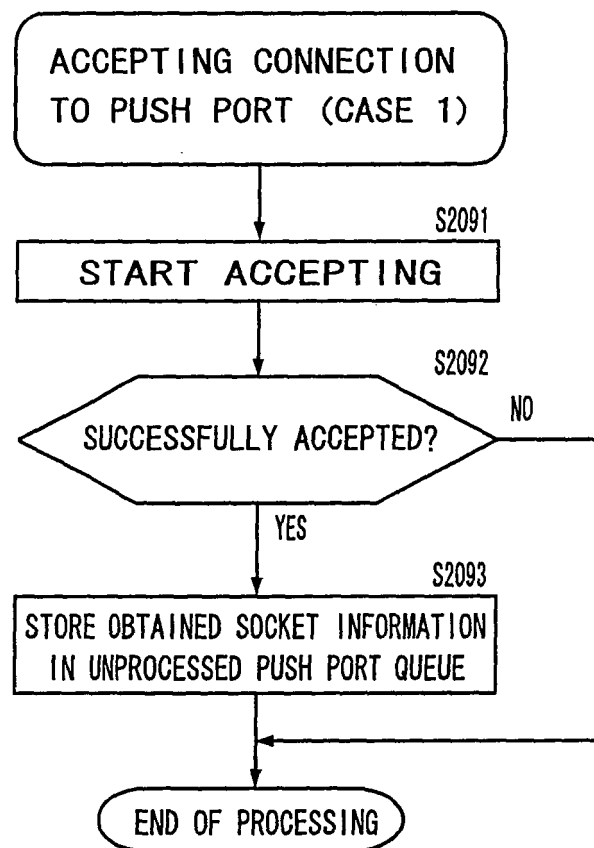 ACCEPTING CONNECTION
TO PUSH PORT (CASE 1)
S2091
START ACCEPTING
S2092
SUCCESSFULLY ACCEPTED?
NO
YES
S2093
STORE OBTAINED SOCKET INFORMATION
IN UNPROCESSED PUSH PORT QUEUE
END OF PROCESSING